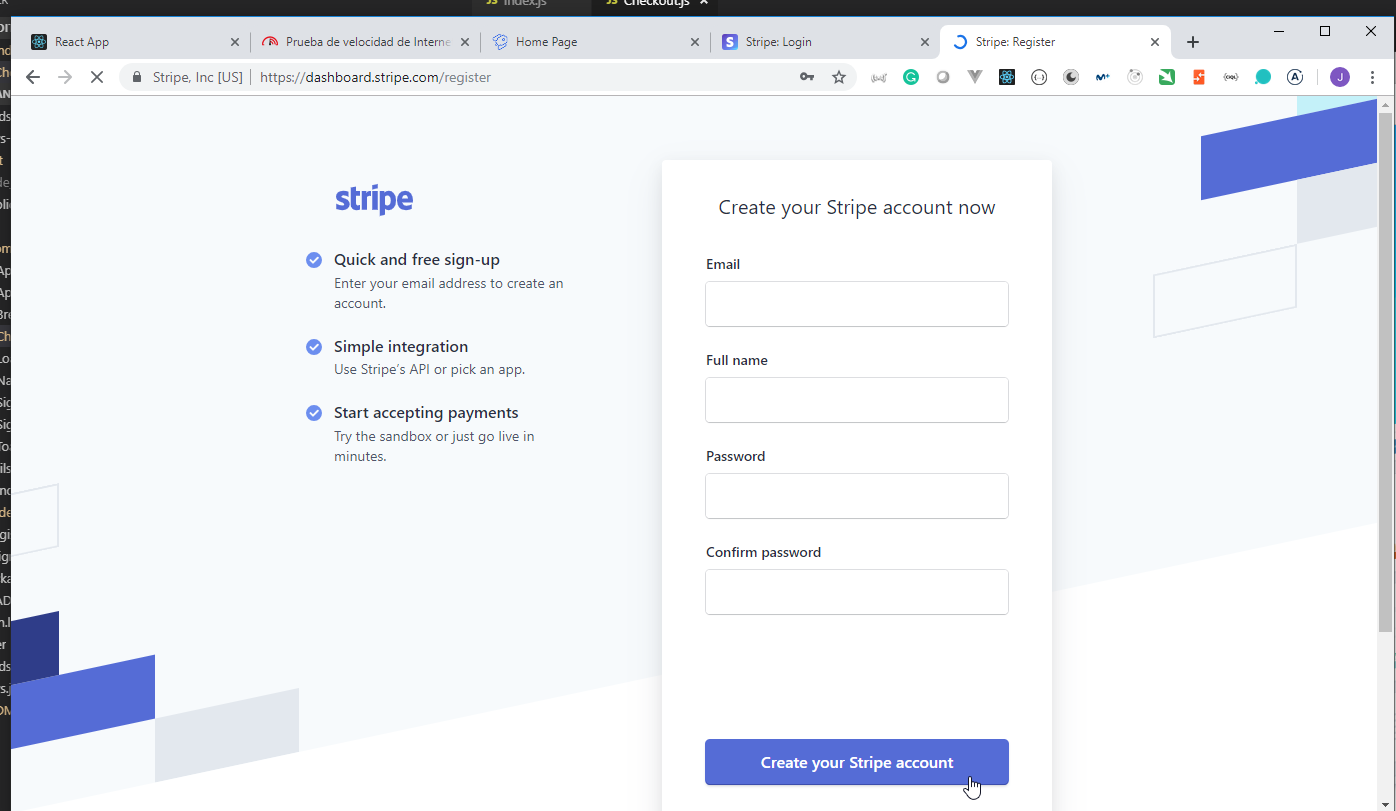 index.js
Checkout.js
React App
Prueba de velocidad de Interne
Home Page
Stripe: Login
Stripe: Register
Stripe, Inc [US]
https://dashboard.stripe.com/register
J
stripe
Quick and free sign-up
Enter your email address to create an
account.
Simple integration
Use Stripe's API or pick an app.
Start accepting payments
Try the sandbox or just go live in
minutes.
Create your Stripe account now
Email
Full name
Password
Confirm password
Create your Stripe account